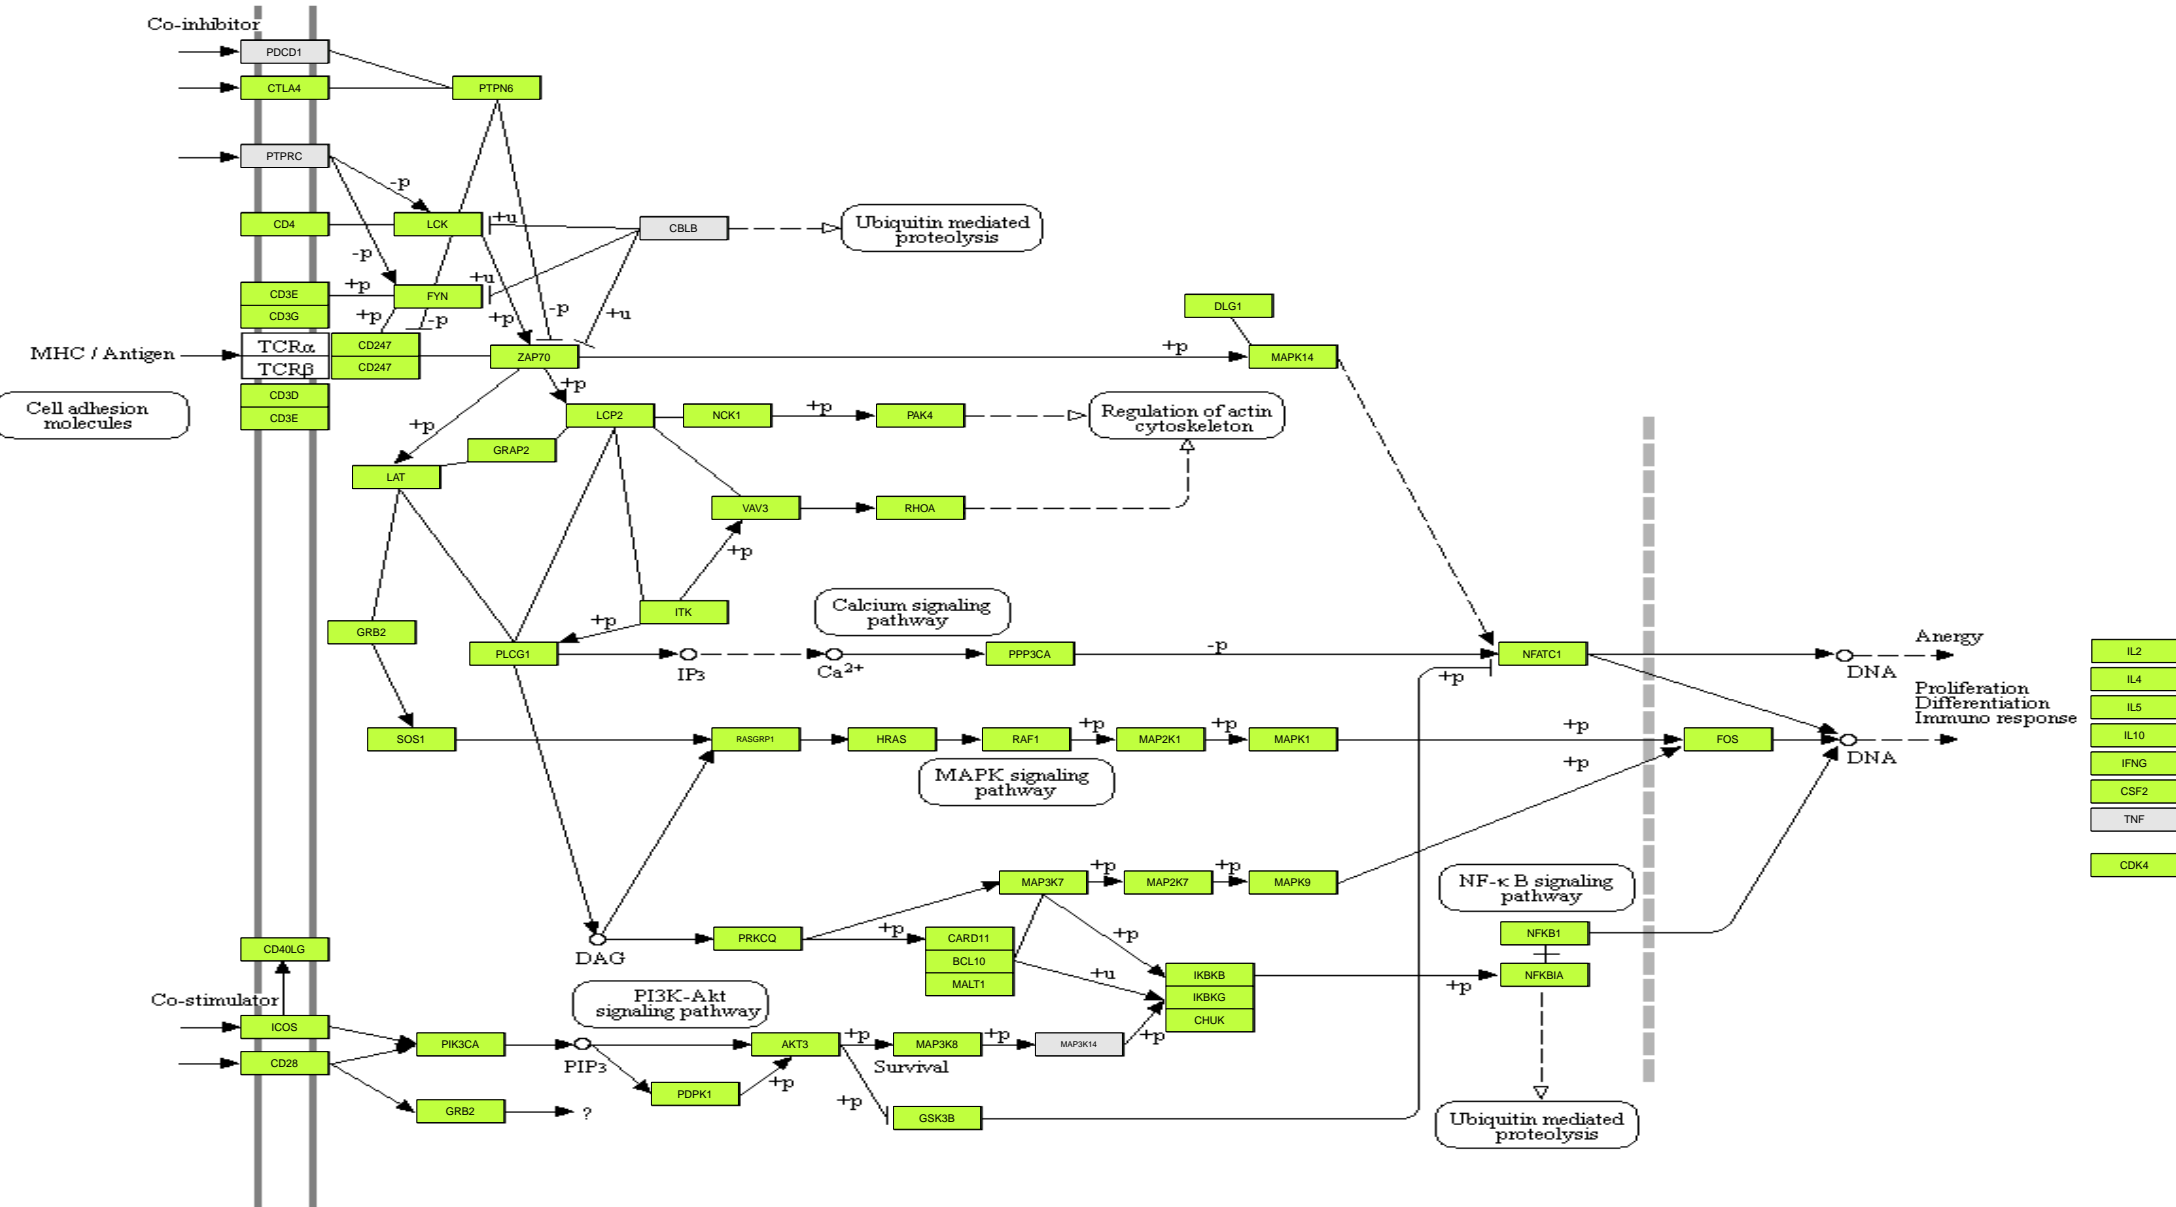 Co-inhibitor
PDCD1
CTLA4
PTPN6
PTPRC
-p
CD4
LCK
+u
CBLB
Ubiquitin mediated
proteolysis
-p
+u
CD3E
+p
FYN
CD3G
+p
-p
+p
-p
+u
DLG1
MHC / Antigen
TCRα
CD247
ZAP70
+p
MAPK14
TCRβ
CD247
+p
Cell adhesion
molecules
CD3D
CD3E
LCP2
NCK1
+p
PAK4
Regulation of actin
cytoskeleton
+p
GRAP2
LAT
VAV3
RHOA
+p
ITK
Calcium signaling
pathway
+p
GRB2
PLCG1
IP3
Ca2+
PPP3CA
-p
NFATC1
+p
DNA
Anergy
IL2
IL4
Proliferation
Differentiation
Immuno response
IL5
SOS1
RASGRP1
HRAS
RAF1
+p
MAP2K1
+p
MAPK1
+p
FOS
DNA
IL10
MAPK signaling
pathway
+p
IFNG
CSF2
TNF
CDK4
MAP3K7
+p
MAP2K7
+p
MAPK9
NF-κ B signaling
pathway
DAG
PRKCQ
+p
CARD11
BCL10
MALT1
+p
+u
NFKB1
CD40LG
IKBKB
IKBKG
CHUK
+p
NFKBIA
Co-stimulator
PI3K-Akt
signaling pathway
ICOS
CD28
PIK3CA
PIP3
AKT3
+p
MAP3K8
+p
MAP3K14
+p
Survival
PDPK1
+p
+p
GRB2
?
GSK3B
Ubiquitin mediated
proteolysis